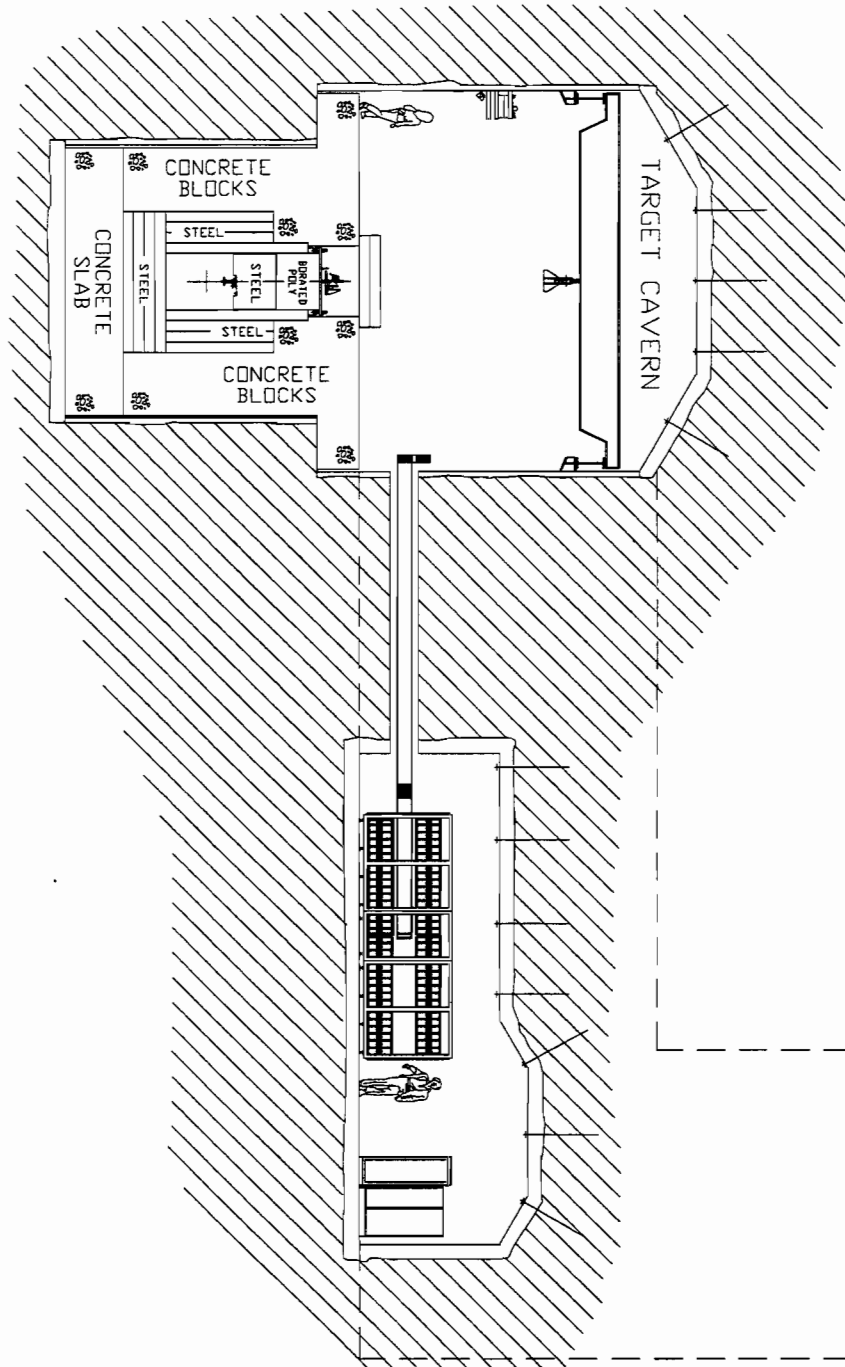 TARGET CAVERN
CONCRETE
BLOCKS
STEEL
BORATED
POLY
STEEL
STEEL
STEEL
CONCRETE
SLAB
CONCRETE
BLOCKS